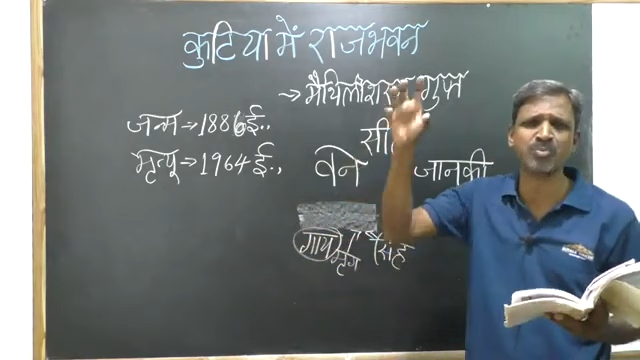 कुटिया में राजभवन
→ मैथिलीशरण गुप्त
जन्म → 1886 ई.,
मृत्यू → 1964 ई.,
वने जानकी
गाय मृग सिंह